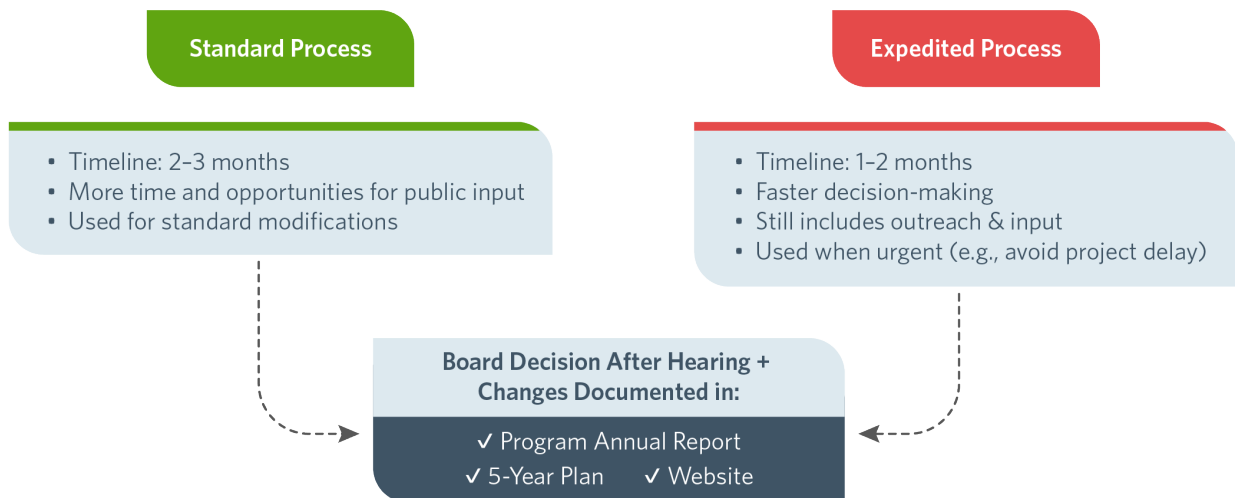 Standard Process
• Timeline: 2–3 months
• More time and opportunities for public input
• Used for standard modifications
Expedited Process
• Timeline: 1–2 months
• Faster decision-making
• Still includes outreach & input
• Used when urgent (e.g., avoid project delay)
Board Decision After Hearing +
Changes Documented in:
✓ Program Annual Report
✓ 5-Year Plan ✓ Website